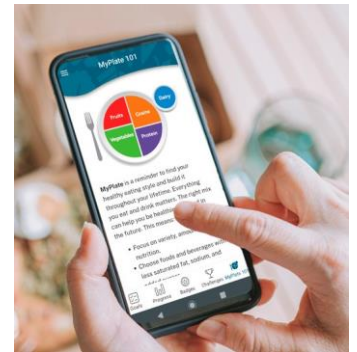 MyPlate 101
Dairy
Fruits
Grains
Vegetables
Protein
MyPlate is a reminder to find your
healthy eating style and build it
throughout your lifetime. Everything
you eat and drink matters. The right mix
can help you be healthier in
the future. This means:
• Focus on variety, amount,
nutrition.
• Choose foods and beverages with
less saturated fat, sodium, and
Goals
Progress
Badges
Challenges
MyPlate 101